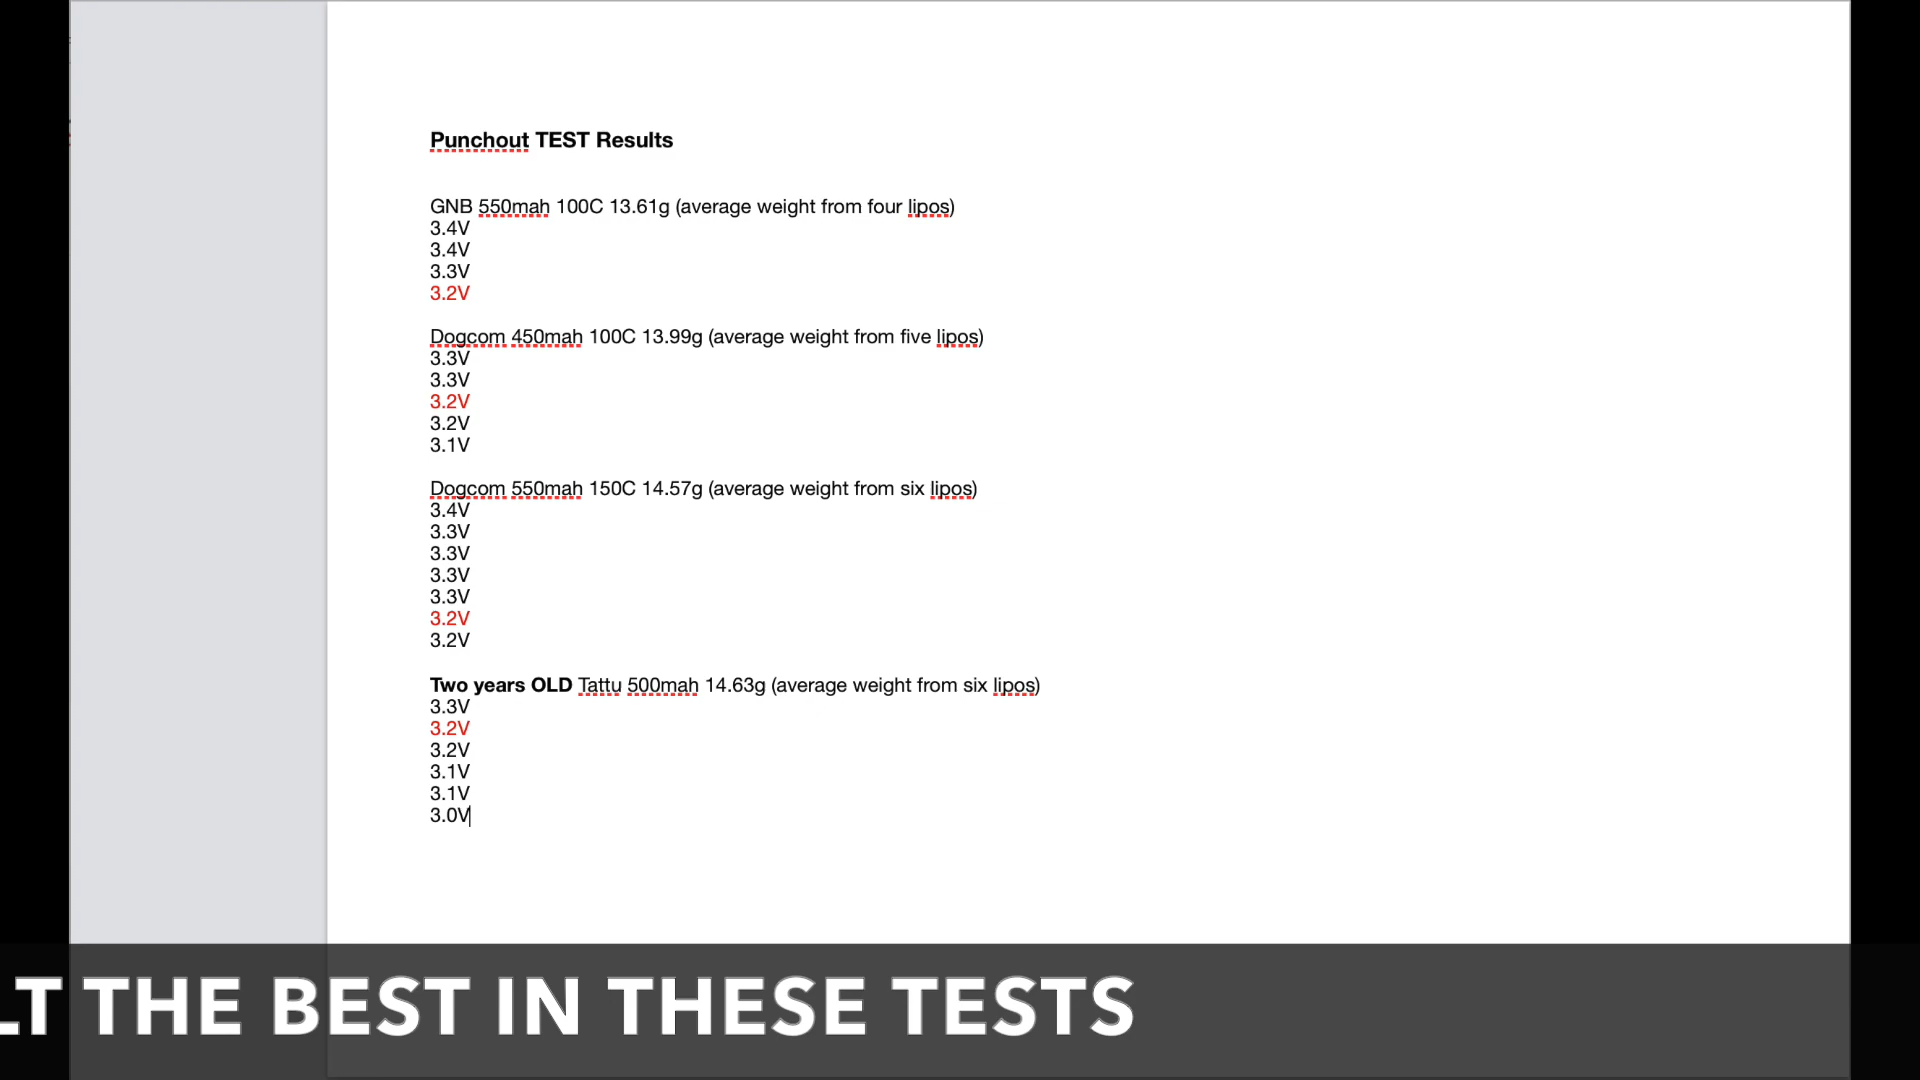 Punchout TEST Results
GNB 550mah 100C 13.61g (average weight from four lipos)
3.4V
3.4V
3.3V
3.2V
Dogcom 450mah 100C 13.99g (average weight from five lipos)
3.3V
3.3V
3.2V
3.2V
3.1V
Dogcom 550mah 150C 14.57g (average weight from six lipos)
3.4V
3.3V
3.3V
3.3V
3.3V
3.2V
3.2V
Two years OLD Tattu 500mah 14.63g (average weight from six lipos)
3.3V
3.2V
3.2V
3.1V
3.1V
3.0V
LT THE BEST IN THESE TESTS